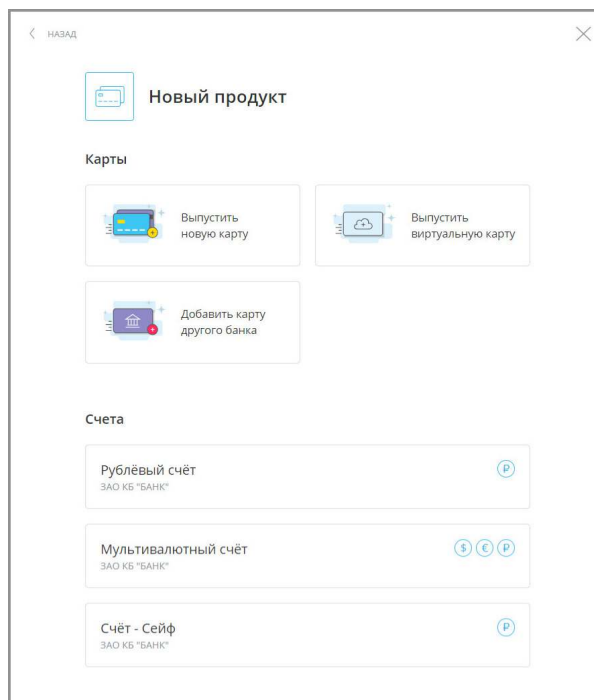 НАЗАД
Новый продукт
Карты
Выпустить
новую карту
Выпустить
виртуальную карту
Добавить карту
другого банка
Счета
Рублёвый счёт
₽
ЗАО КБ "БАНК"
Мультивалютный счёт
$ € ₽
ЗАО КБ "БАНК"
Счёт - Сейф
₽
ЗАО КБ "БАНК"